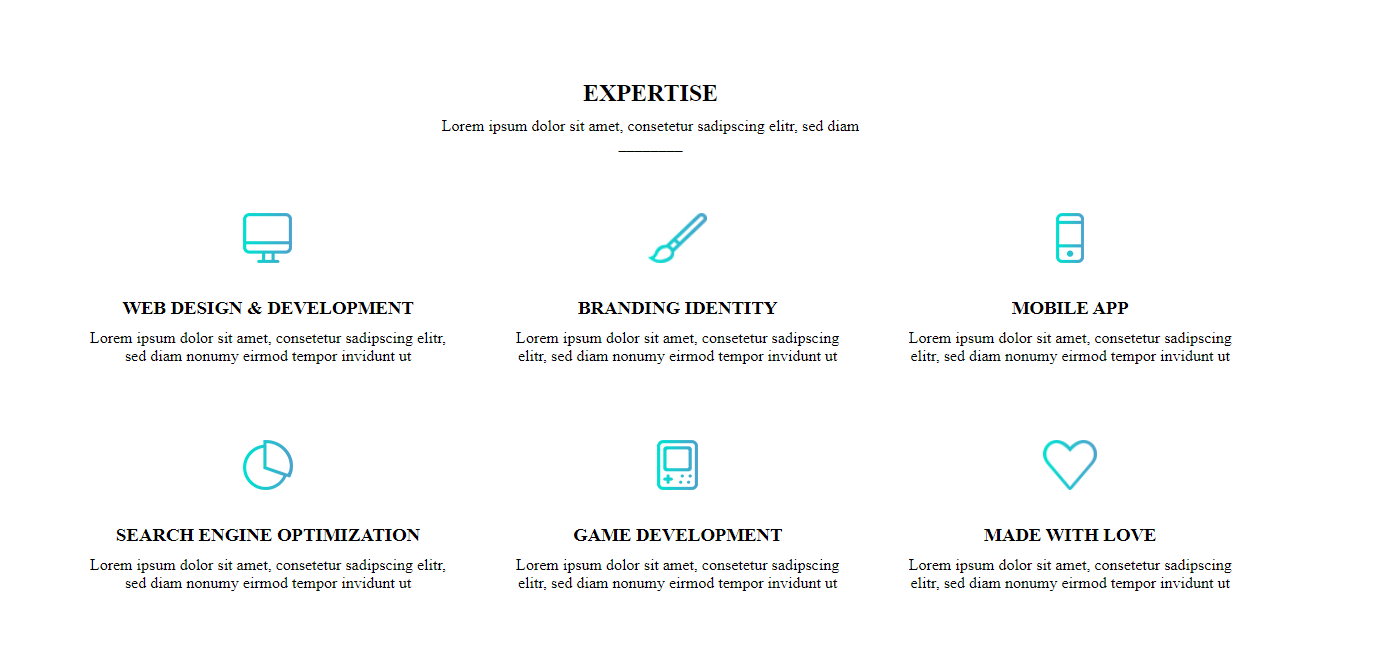 EXPERTISE
Lorem ipsum dolor sit amet, consetetur sadipscing elitr, sed diam
________
WEB DESIGN & DEVELOPMENT
Lorem ipsum dolor sit amet, consetetur sadipscing elitr,
sed diam nonumy eirmod tempor invidunt ut
BRANDING IDENTITY
Lorem ipsum dolor sit amet, consetetur sadipscing
elitr, sed diam nonumy eirmod tempor invidunt ut
MOBILE APP
Lorem ipsum dolor sit amet, consetetur sadipscing
elitr, sed diam nonumy eirmod tempor invidunt ut
SEARCH ENGINE OPTIMIZATION
Lorem ipsum dolor sit amet, consetetur sadipscing elitr,
sed diam nonumy eirmod tempor invidunt ut
GAME DEVELOPMENT
Lorem ipsum dolor sit amet, consetetur sadipscing
elitr, sed diam nonumy eirmod tempor invidunt ut
MADE WITH LOVE
Lorem ipsum dolor sit amet, consetetur sadipscing
elitr, sed diam nonumy eirmod tempor invidunt ut